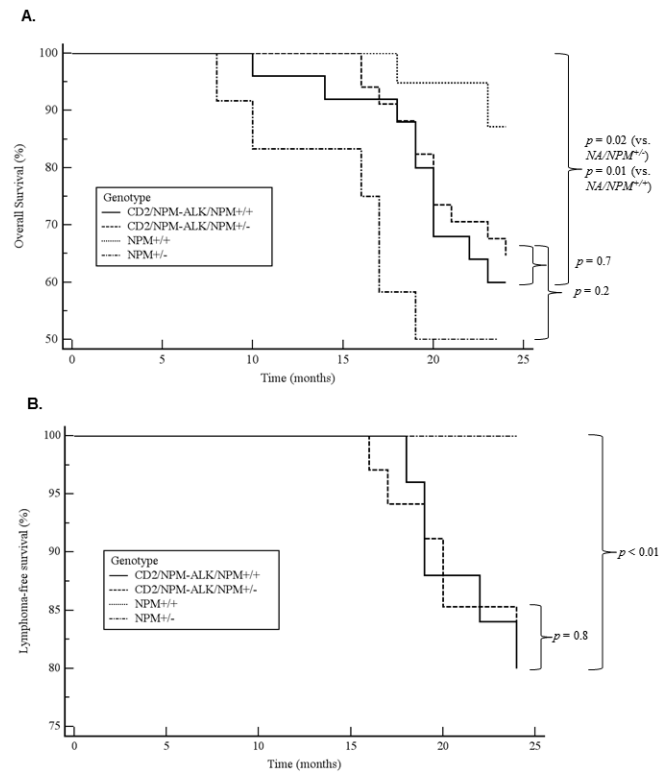 A.
100
90
80
70
60
50
Overall Survival (%)
Genotype
CD2/NPM-ALK/NPM+/+
CD2/NPM-ALK/NPM+/-
NPM+/+
NPM+/-
0 5 10 15 20 25
Time (months)
p = 0.02 (vs.
NA/NPM+/-)
p = 0.01 (vs.
NA/NPM+/+)
p = 0.7
p = 0.2
B.
100
95
90
85
80
75
Lymphoma-free survival (%)
Genotype
CD2/NPM-ALK/NPM+/+
CD2/NPM-ALK/NPM+/-
NPM+/+
NPM+/-
0 5 10 15 20 25
Time (months)
p < 0.01
p = 0.8